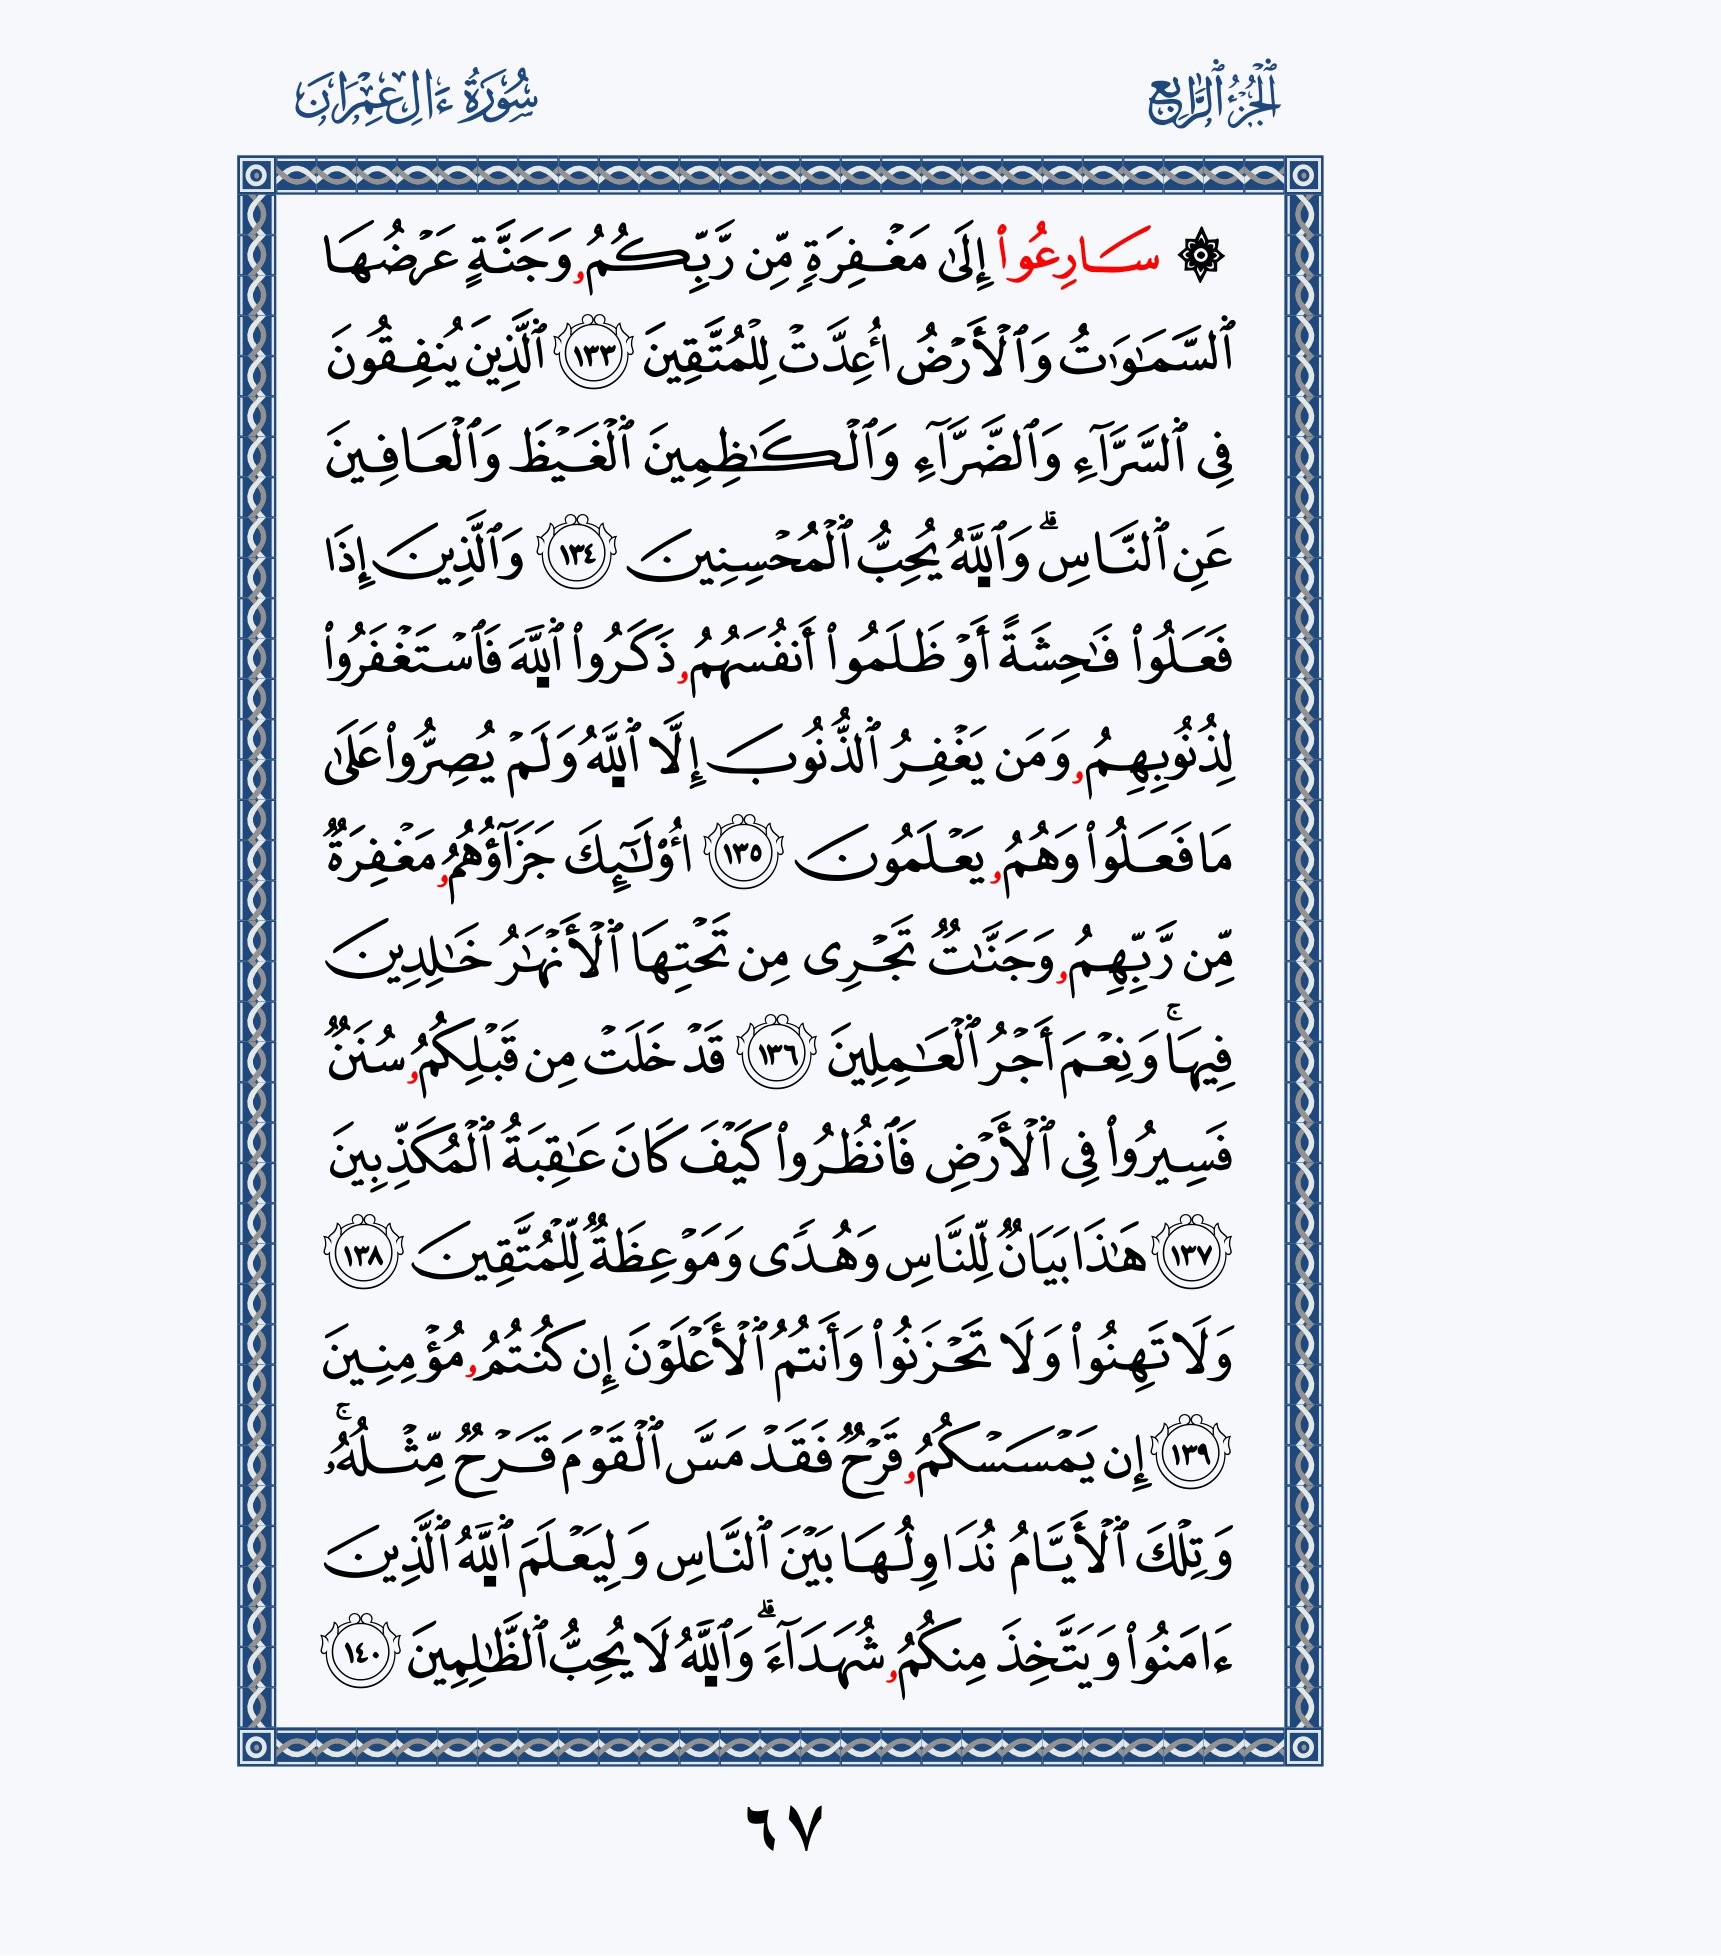 ٱلۡجُزۡءُ ٱلرَّابِعُ
سُورَةُ ءَالِ عِمۡرَانَ
۞ سَارِعُوٓاْ إِلَىٰ مَغۡفِرَةٖ مِّن رَّبِّكُمُۥ وَجَنَّةٍ عَرۡضُهَا
ٱلسَّمَٰوَٰتُ وَٱلۡأَرۡضُ أُعِدَّتۡ لِلۡمُتَّقِينَ ١٣٣ ٱلَّذِينَ يُنفِقُونَ
فِي ٱلسَّرَّآءِ وَٱلضَّرَّآءِ وَٱلۡكَٰظِمِينَ ٱلۡغَيۡظَ وَٱلۡعَافِينَ
عَنِ ٱلنَّاسِۗ وَٱللَّهُ يُحِبُّ ٱلۡمُحۡسِنِينَ ١٣٤ وَٱلَّذِينَ إِذَا
فَعَلُواْ فَٰحِشَةً أَوۡ ظَلَمُواْ أَنفُسَهُمُۥ ذَكَرُواْ ٱللَّهَ فَٱسۡتَغۡفَرُواْ
لِذُنُوبِهِمُۥ وَمَن يَغۡفِرُ ٱلذُّنُوبَ إِلَّا ٱللَّهُ وَلَمۡ يُصِرُّواْ عَلَىٰ
مَا فَعَلُواْ وَهُمُۥ يَعۡلَمُونَ ١٣٥ أُوْلَٰٓئِكَ جَزَآؤُهُمُۥ مَغۡفِرَةٞ
مِّن رَّبِّهِمُۥ وَجَنَّٰتٞ تَجۡرِي مِن تَحۡتِهَا ٱلۡأَنۡهَٰرُ خَٰلِدِينَ
فِيهَاۚ وَنِعۡمَ أَجۡرُ ٱلۡعَٰمِلِينَ ١٣٦ قَدۡ خَلَتۡ مِن قَبۡلِكُمُۥ سُنَنٞ
فَسِيرُواْ فِي ٱلۡأَرۡضِ فَٱنظُرُواْ كَيۡفَ كَانَ عَٰقِبَةُ ٱلۡمُكَذِّبِينَ
١٣٧ هَٰذَا بَيَانٞ لِّلنَّاسِ وَهُدٗى وَمَوۡعِظَةٞ لِّلۡمُتَّقِينَ ١٣٨
وَلَا تَهِنُواْ وَلَا تَحۡزَنُواْ وَأَنتُمُ ٱلۡأَعۡلَوۡنَ إِن كُنتُمُۥ مُؤۡمِنِينَ
١٣٩ إِن يَمۡسَسۡكُمُۥ قَرۡحٞ فَقَدۡ مَسَّ ٱلۡقَوۡمَ قَرۡحٞ مِّثۡلُهُۥۚ
وَتِلۡكَ ٱلۡأَيَّامُ نُدَاوِلُهَا بَيۡنَ ٱلنَّاسِ وَلِيَعۡلَمَ ٱللَّهُ ٱلَّذِينَ
ءَامَنُواْ وَيَتَّخِذَ مِنكُمُۥ شُهَدَآءَۗ وَٱللَّهُ لَا يُحِبُّ ٱلظَّٰلِمِينَ ١٤٠
٦٧